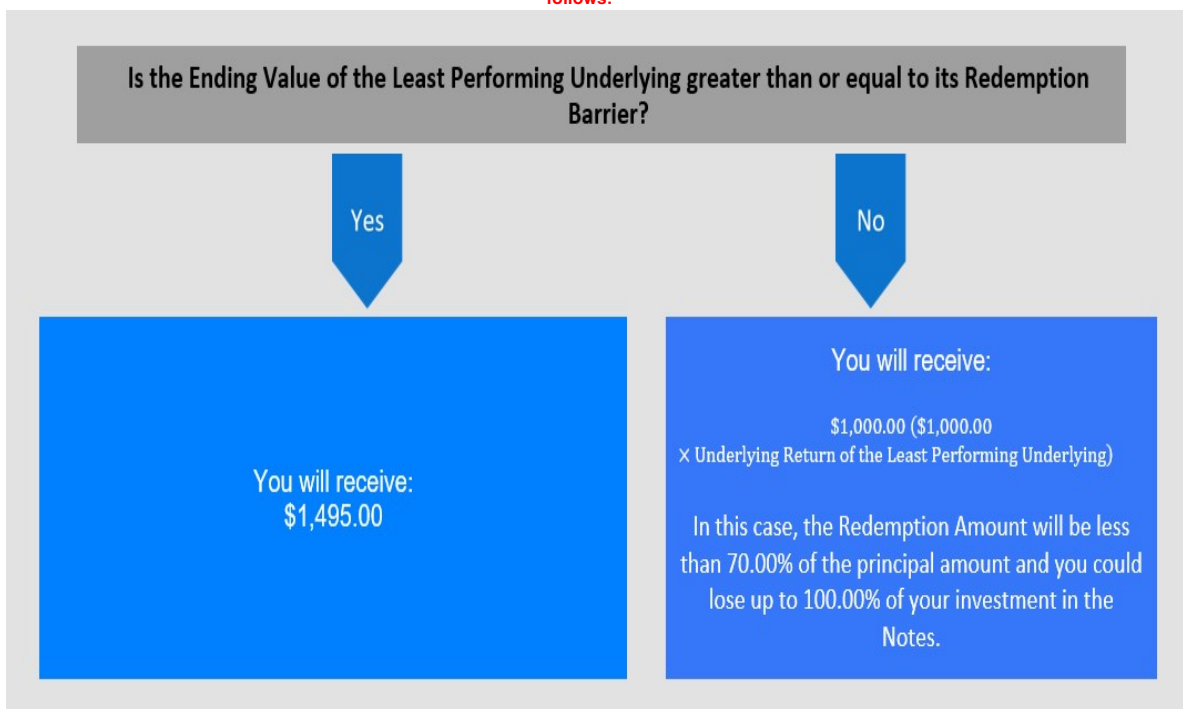 follows:
Is the Ending Value of the Least Performing Underlying greater than or equal to its Redemption
Barrier?
Yes
No
You will receive:
$1,495.00
You will receive:
$1,000.00 ($1,000.00
× Underlying Return of the Least Performing Underlying)
In this case, the Redemption Amount will be less
than 70.00% of the principal amount and you could
lose up to 100.00% of your investment in the
Notes.